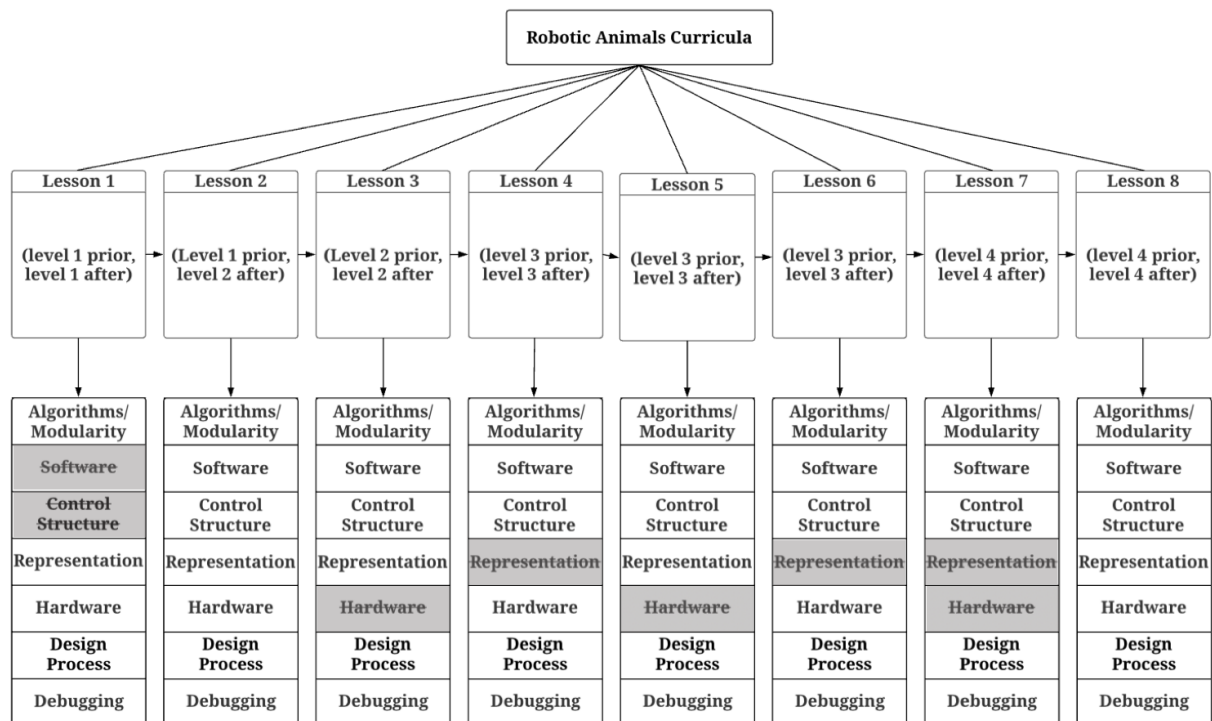 Robotic Animals Curricula
Lesson 1
(level 1 prior,
level 1 after)
Lesson 2
(Level 1 prior,
level 2 after)
Lesson 3
(Level 2 prior,
level 2 after
Lesson 4
(level 3 prior,
level 3 after)
Lesson 5
(level 3 prior,
level 3 after)
Lesson 6
(level 3 prior,
level 3 after)
Lesson 7
(level 4 prior,
level 4 after)
Lesson 8
(level 4 prior,
level 4 after)
Algorithms/
Modularity
Software
Control
Structure
Representation
Hardware
Design
Process
Debugging
Algorithms/
Modularity
Software
Control
Structure
Representation
Hardware
Design
Process
Debugging
Algorithms/
Modularity
Software
Control
Structure
Representation
Hardware
Design
Process
Debugging
Algorithms/
Modularity
Software
Control
Structure
Representation
Hardware
Design
Process
Debugging
Algorithms/
Modularity
Software
Control
Structure
Representation
Hardware
Design
Process
Debugging
Algorithms/
Modularity
Software
Control
Structure
Representation
Hardware
Design
Process
Debugging
Algorithms/
Modularity
Software
Control
Structure
Representation
Hardware
Design
Process
Debugging
Algorithms/
Modularity
Software
Control
Structure
Representation
Hardware
Design
Process
Debugging